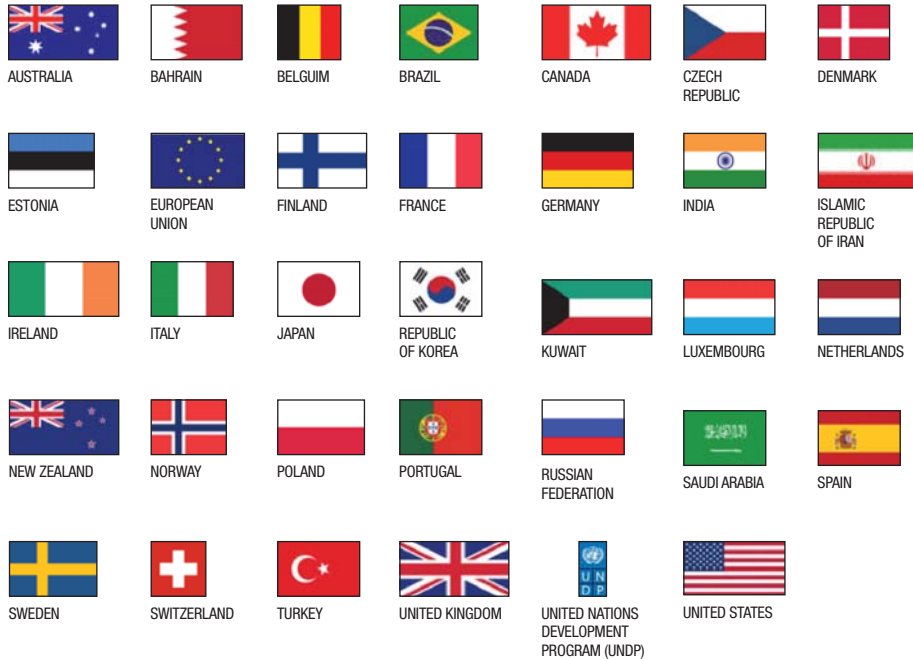 AUSTRALIA
BAHRAIN
BELGUIM
BRAZIL
CANADA
CZECH
REPUBLIC
DENMARK
ESTONIA
EUROPEAN
UNION
FINLAND
FRANCE
GERMANY
INDIA
ISLAMIC
REPUBLIC
OF IRAN
IRELAND
ITALY
JAPAN
REPUBLIC
OF KOREA
KUWAIT
LUXEMBOURG
NETHERLANDS
NEW ZEALAND
NORWAY
POLAND
PORTUGAL
RUSSIAN
FEDERATION
SAUDI ARABIA
SPAIN
SWEDEN
SWITZERLAND
TURKEY
UNITED KINGDOM
U N
D P
UNITED NATIONS
DEVELOPMENT
PROGRAM (UNDP)
UNITED STATES